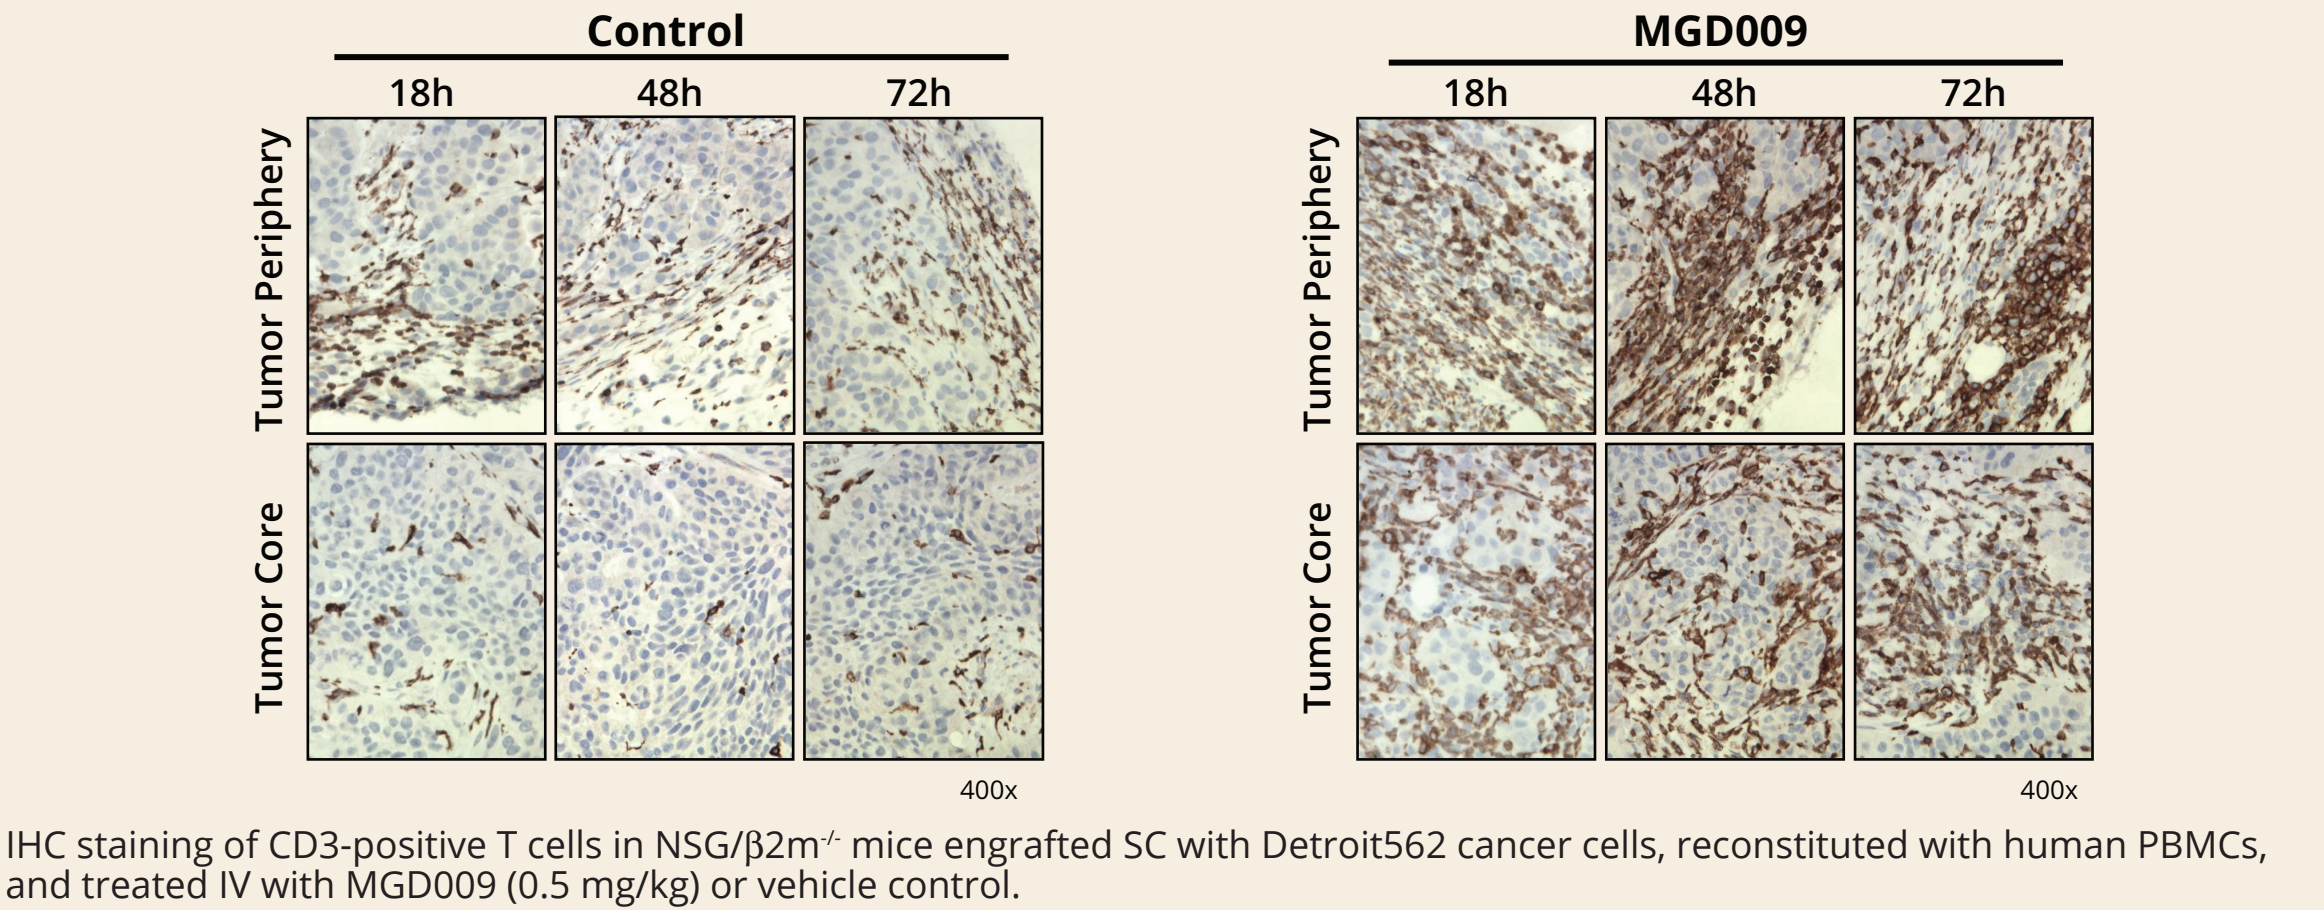 Control
MGD009
18h
48h
72h
18h
48h
72h
Tumor Periphery
Tumor Periphery
Tumor Core
Tumor Core
400x
400x
IHC staining of CD3-positive T cells in NSG/β2m-/- mice engrafted SC with Detroit562 cancer cells, reconstituted with human PBMCs,
and treated IV with MGD009 (0.5 mg/kg) or vehicle control.